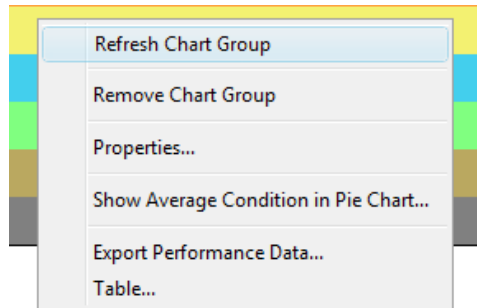 Refresh Chart Group
Remove Chart Group
Properties...
Show Average Condition in Pie Chart...
Export Performance Data...
Table...